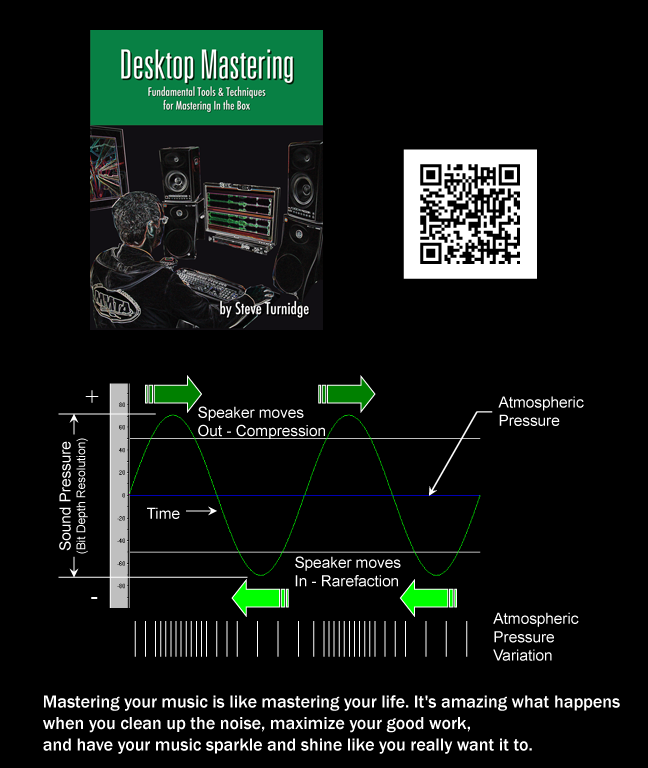 Desktop Mastering
Fundamental Tools & Techniques
for Mastering In the Box
MMTA
by Steve Turnidge
+
80
60
40
20
0
-20
-40
-60
-80
-
Sound Pressure
(Bit Depth Resolution)
Speaker moves
Out - Compression
Atmospheric
Pressure
Time
Speaker moves
In - Rarefaction
Atmospheric
Pressure
Variation
Mastering your music is like mastering your life. It's amazing what happens
when you clean up the noise, maximize your good work,
and have your music sparkle and shine like you really want it to.